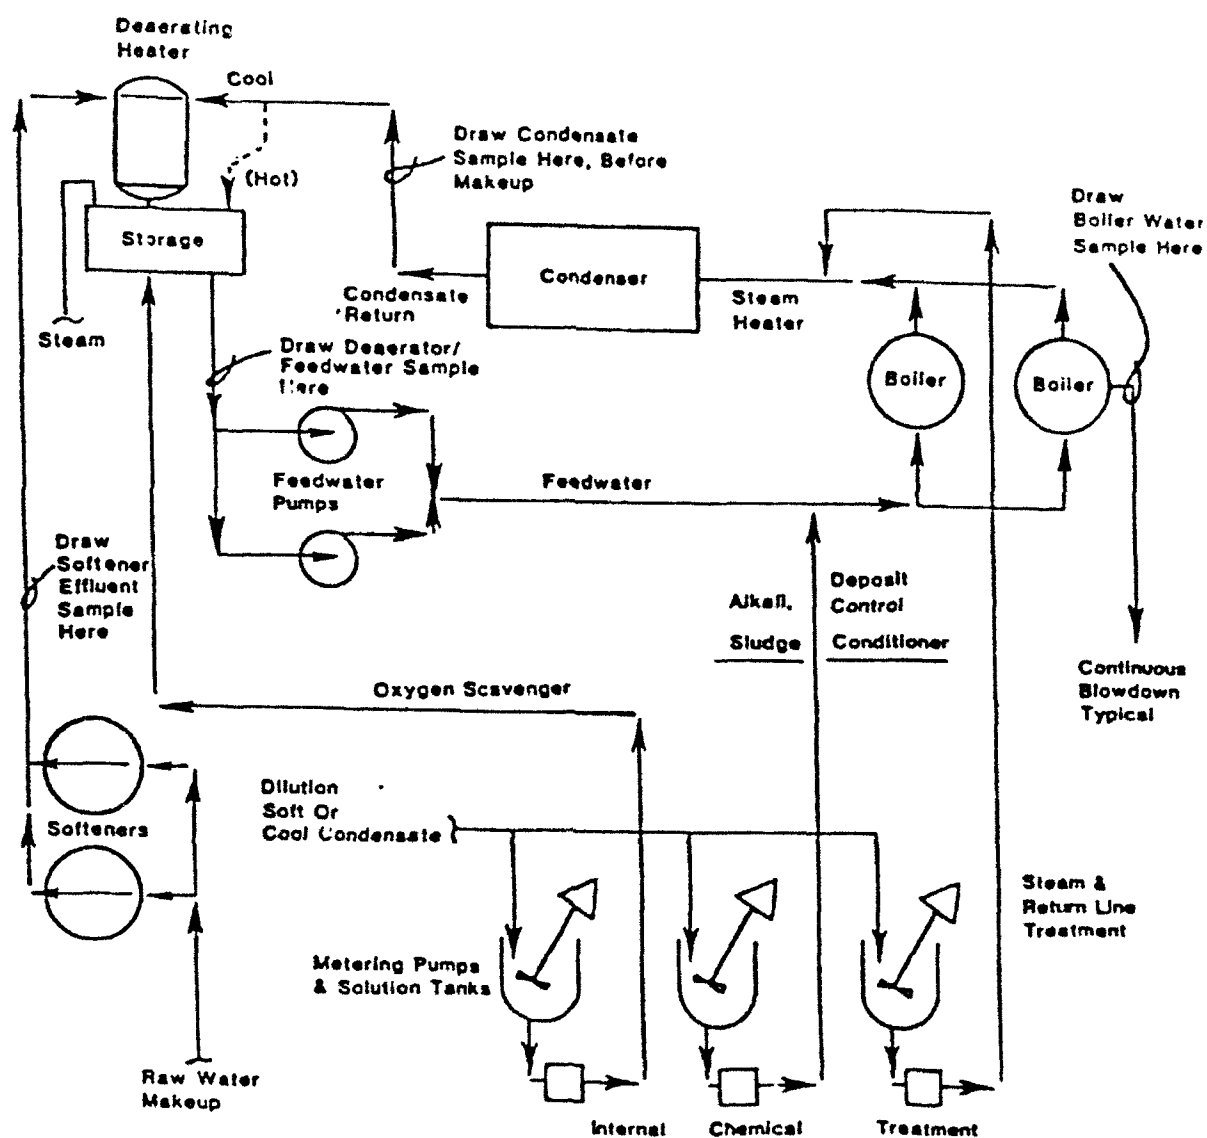 Deaerating
Heater
Cool
(Hot)
Draw Condensate
Sample Here, Before
Makeup
Draw
Boiler Water
Sample Here
Storage
Condenser
Steam
Heater
Condensate
Return
Steam
Draw Deaerator/
Feedwater Sample
Here
Boiler
Boiler
Feedwater
Pumps
Feedwater
Draw
Softener
Effluent
Sample
Here
Alkali,
Sludge
Deposit
Control
Conditioner
Continuous
Blowdown
Typical
Oxygen Scavenger
Softeners
Dilution
Soft Or
Cool Condensate
Steam &
Return Line
Treatment
Metering Pumps
& Solution Tanks
Raw Water
Makeup
Internal Chemical Treatment